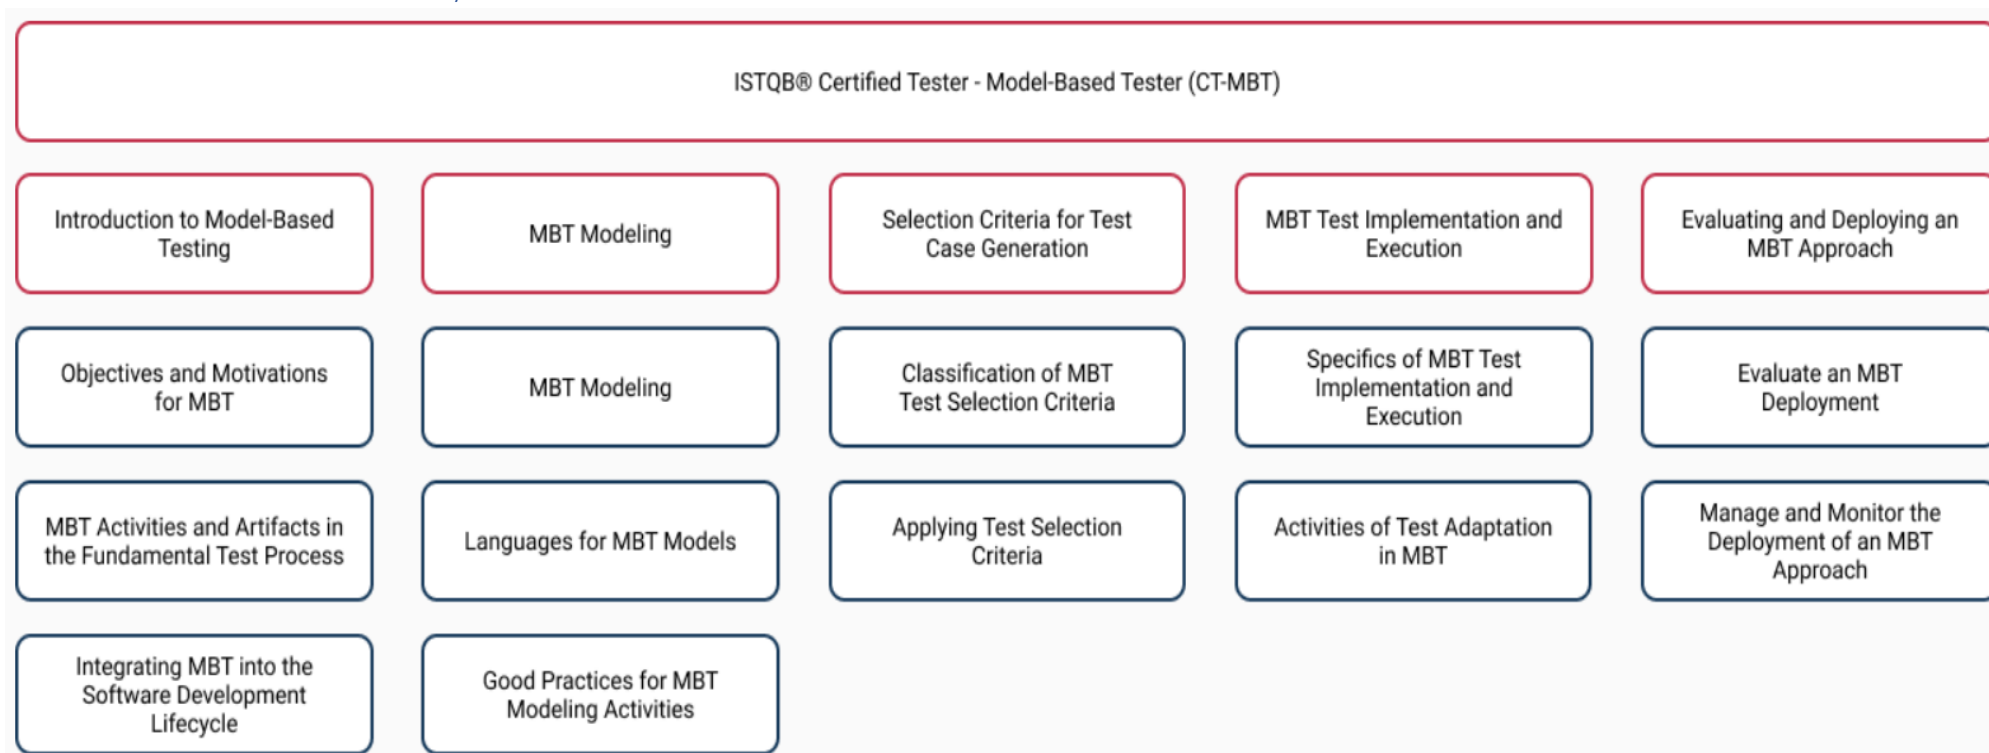 ISTQB® Certified Tester - Model-Based Tester (CT-MBT)
Introduction to Model-Based
Testing
MBT Modeling
Selection Criteria for Test
Case Generation
MBT Test Implementation and
Execution
Evaluating and Deploying an
MBT Approach
Objectives and Motivations
for MBT
MBT Modeling
Classification of MBT
Test Selection Criteria
Specifics of MBT Test
Implementation and
Execution
Evaluate an MBT
Deployment
MBT Activities and Artifacts in
the Fundamental Test Process
Languages for MBT Models
Applying Test Selection
Criteria
Activities of Test Adaptation
in MBT
Manage and Monitor the
Deployment of an MBT
Approach
Integrating MBT into the
Software Development
Lifecycle
Good Practices for MBT
Modeling Activities